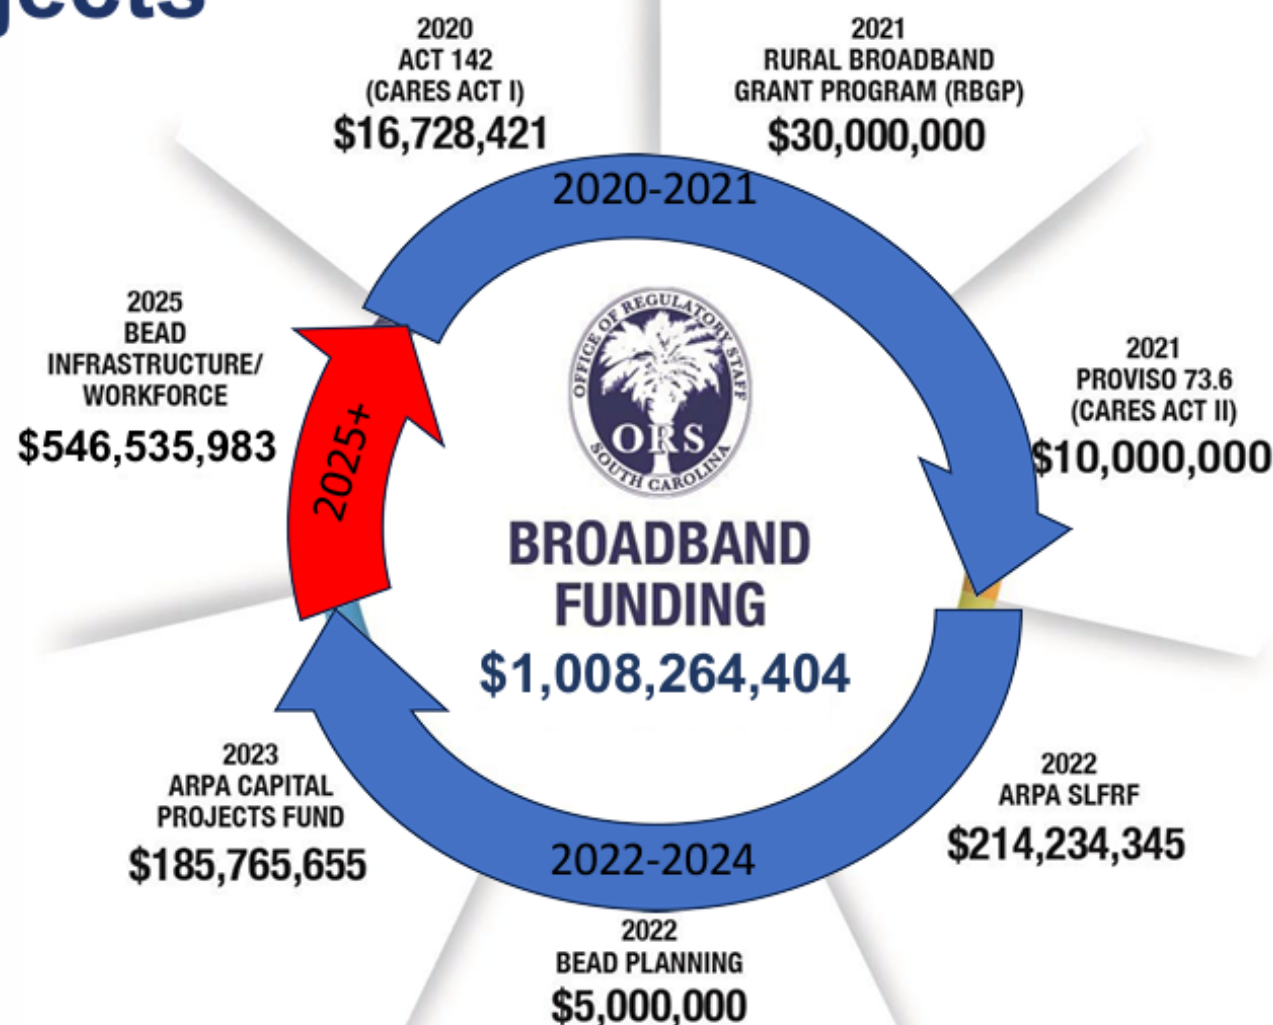 2020
ACT 142
(CARES ACT I)
$16,728,421
2021
RURAL BROADBAND
GRANT PROGRAM (RBGP)
$30,000,000
2020-2021
2021
PROVISO 73.6
(CARES ACT II)
$10,000,000
2025
BEAD
INFRASTRUCTURE/
WORKFORCE
$546,535,983
2025+
OFFICE OF REGULATORY STAFF
ORS
SOUTH CAROLINA
BROADBAND
FUNDING
$1,008,264,404
2022
ARPA SLFRF
$214,234,345
2023
ARPA CAPITAL
PROJECTS FUND
$185,765,655
2022-2024
2022
BEAD PLANNING
$5,000,000